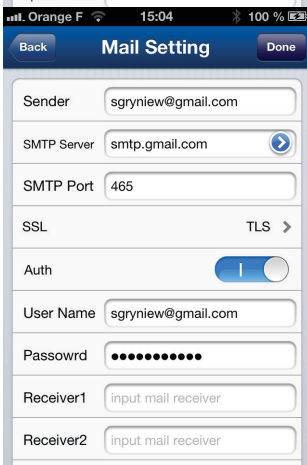 Orange F 15:04 100 %
Back Mail Setting Done
Sender sgryniew@gmail.com
SMTP Server smtp.gmail.com
SMTP Port 465
SSL TLS
Auth
User Name sgryniew@gmail.com
Passowrd ●●●●●●●●●●●
Receiver1 input mail receiver
Receiver2 input mail receiver